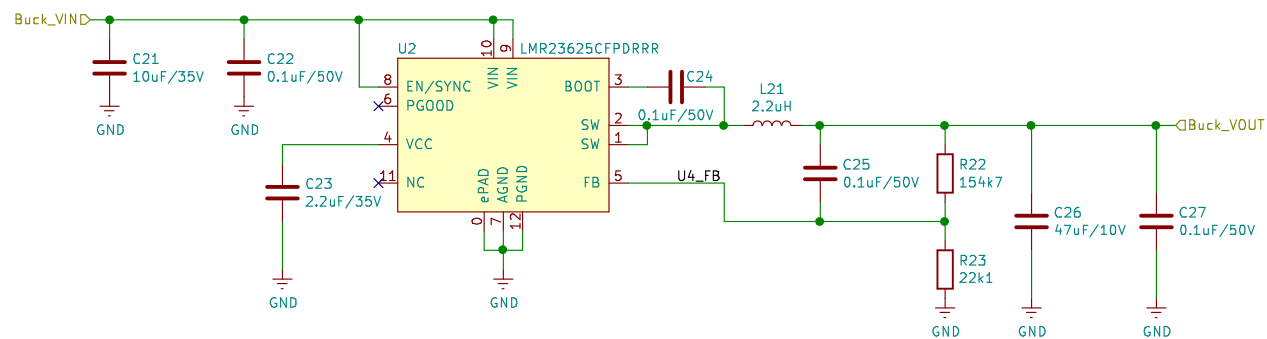 Buck_VIN
C21
10uF/35V
GND
C22
0.1uF/50V
GND
U2
LMR23625CFPDRRR
10
9
VIN
VIN
8
EN/SYNC
6
PGOOD
4
VCC
11
NC
BOOT
3
SW
2
SW
1
FB
5
ePAD
AGND
PGND
0
7
12
GND
C23
2.2uF/35V
GND
C24
0.1uF/50V
L21
2.2uH
U4_FB
C25
0.1uF/50V
R22
154k7
R23
22k1
GND
C26
47uF/10V
GND
C27
0.1uF/50V
GND
Buck_VOUT